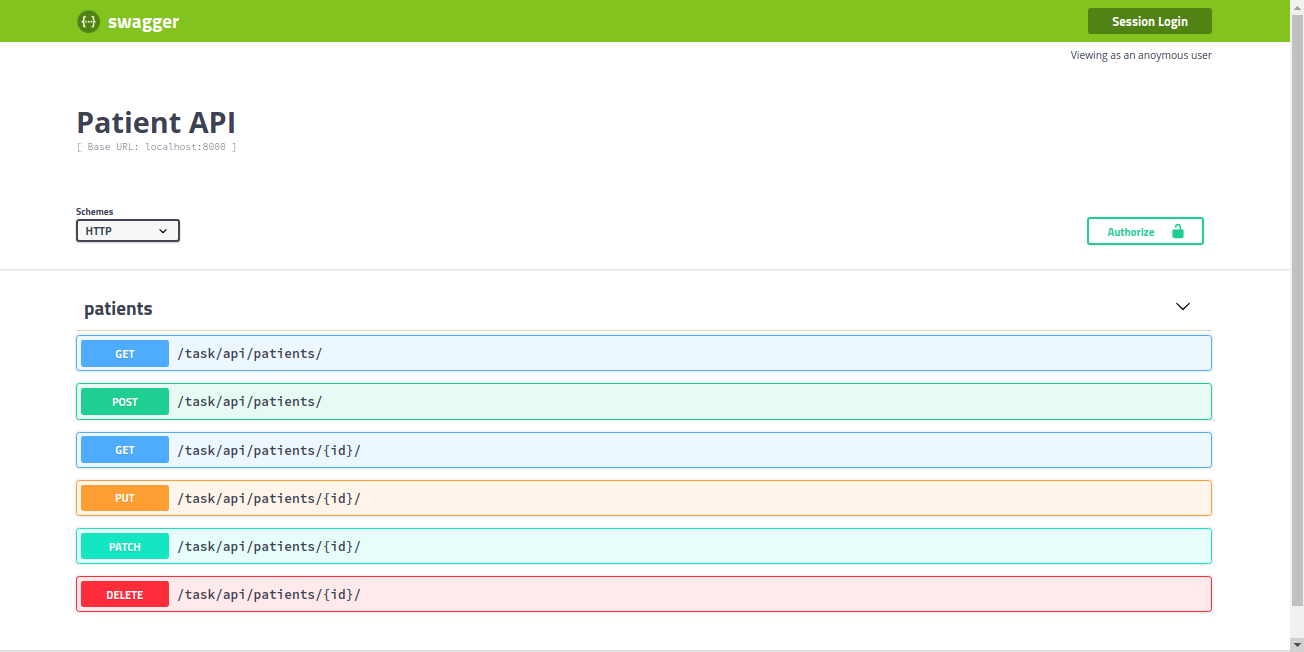 {···} swagger
Session Login
Viewing as an anoymous user
Patient API
[ Base URL: localhost:8000 ]
Schemes
HTTP
Authorize
patients
GET /task/api/patients/
POST /task/api/patients/
GET /task/api/patients/{id}/
PUT /task/api/patients/{id}/
PATCH /task/api/patients/{id}/
DELETE /task/api/patients/{id}/